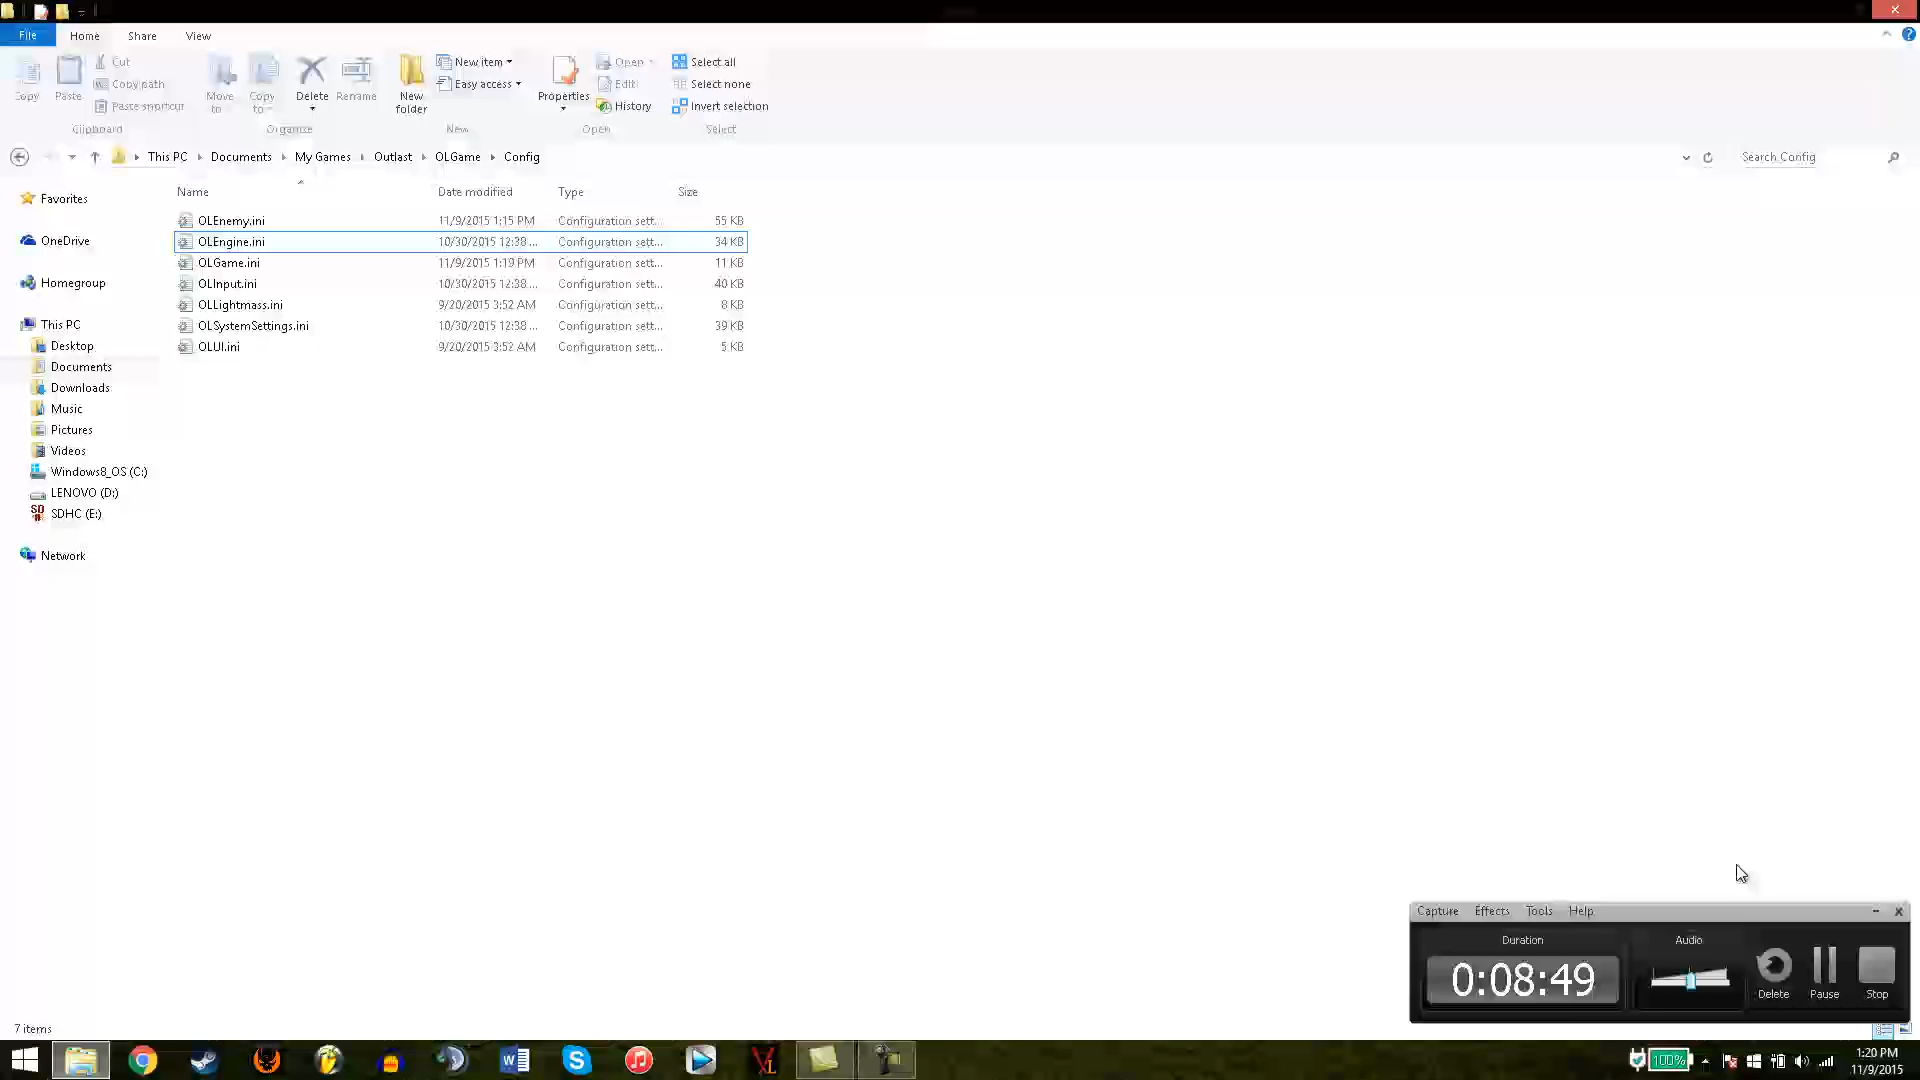 File Home Share View
Copy Paste Cut Copy path Paste shortcut Move to Copy to Delete Rename New folder New item Easy access Properties Open Edit History Select all Select none Invert selection
Clipboard Organize New Open Select
This PC Documents My Games Outlast OLGame Config Search Config
Name Date modified Type Size
OLEnemy.ini 11/9/2015 1:15 PM Configuration sett... 55 KB
OLEngine.ini 10/30/2015 12:38 ... Configuration sett... 34 KB
OLGame.ini 11/9/2015 1:19 PM Configuration sett... 11 KB
OLInput.ini 10/30/2015 12:38 ... Configuration sett... 40 KB
OLLightmass.ini 9/20/2015 3:52 AM Configuration sett... 8 KB
OLSystemSettings.ini 10/30/2015 12:38 ... Configuration sett... 39 KB
OLUI.ini 9/20/2015 3:52 AM Configuration sett... 5 KB
Favorites
OneDrive
Homegroup
This PC
Desktop
Documents
Downloads
Music
Pictures
Videos
Windows8_OS (C:)
LENOVO (D:)
SDHC (E:)
Network
Capture Effects Tools Help
Duration Audio
0:08:49
Delete Pause Stop
7 items
100% 1:20 PM
11/9/2015